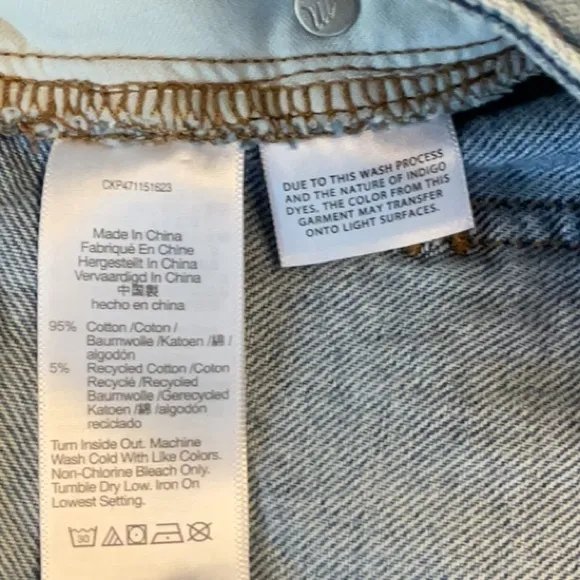 CXP471151623
Made In China
Fabriqué En Chine
Hergestellt In China
Vervaardigd In China
中国製
hecho en china
95% Cotton /Coton /
Baumwolle /Katoen /綿 /
algodón
5% Recycled Cotton /Coton
Recyclé /Recycled
Baumwolle /Gerecycled
Katoen /綿 /algodón
reciclado
Turn Inside Out. Machine
Wash Cold With Like Colors.
Non-Chlorine Bleach Only.
Tumble Dry Low. Iron On
Lowest Setting.
30
DUE TO THIS WASH PROCESS
AND THE NATURE OF INDIGO
DYES, THE COLOR FROM THIS
GARMENT MAY TRANSFER
ONTO LIGHT SURFACES.